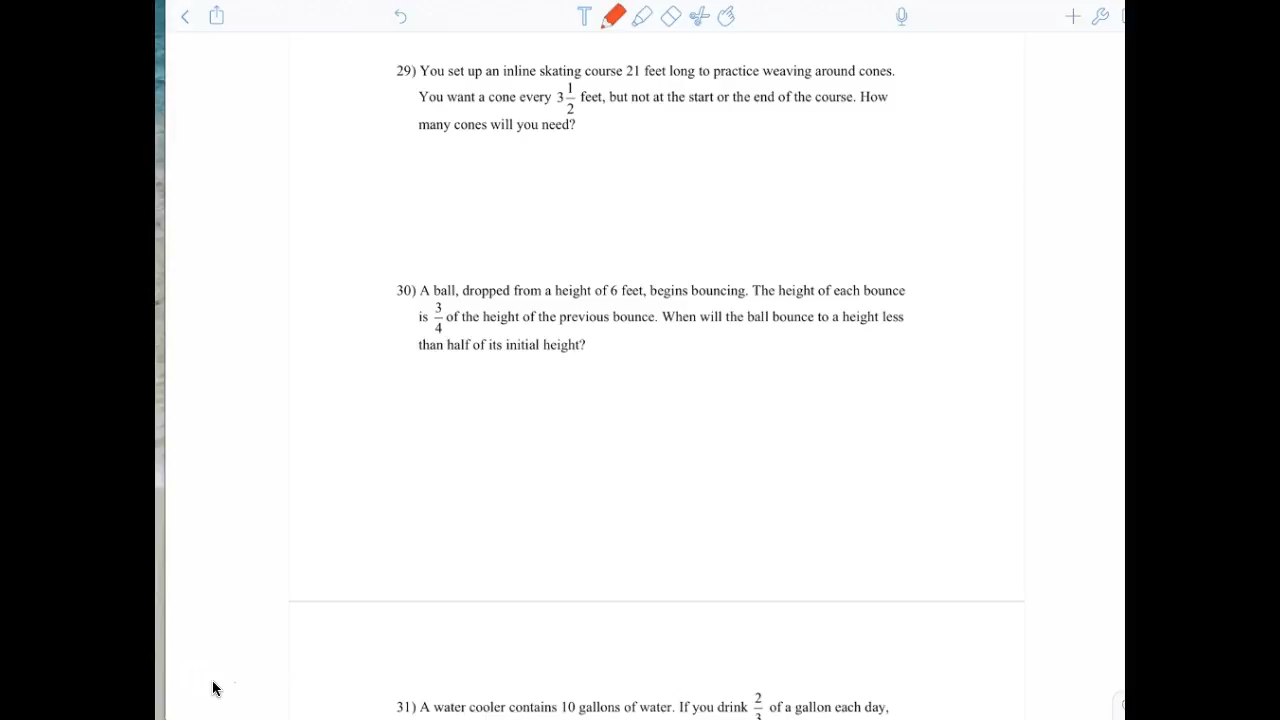 29) You set up an inline skating course 21 feet long to practice weaving around cones.
You want a cone every 3 1/2 feet, but not at the start or the end of the course. How
many cones will you need?
30) A ball, dropped from a height of 6 feet, begins bouncing. The height of each bounce
is 3/4 of the height of the previous bounce. When will the ball bounce to a height less
than half of its initial height?
31) A water cooler contains 10 gallons of water. If you drink 2/3 of a gallon each day,